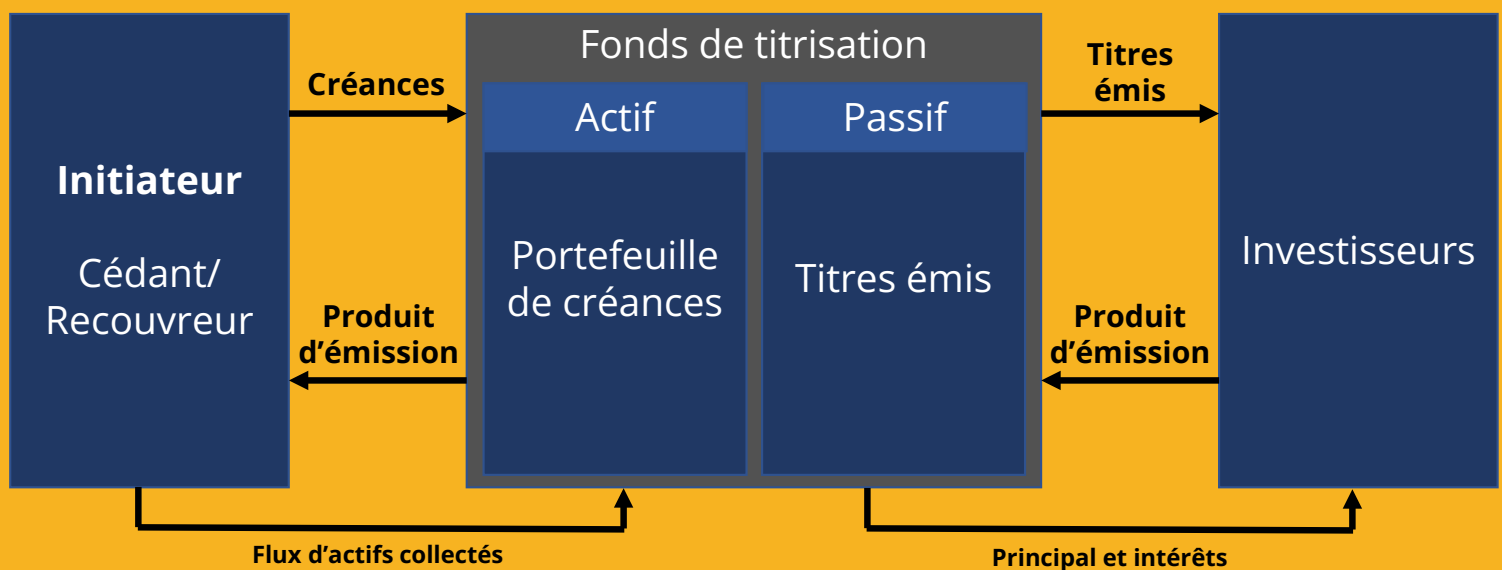 Initiateur
Cédant/
Recouvreur
Créances
Produit
d’émission
Fonds de titrisation
Actif
Portefeuille
de créances
Passif
Titres émis
Titres
émis
Produit
d’émission
Investisseurs
Flux d’actifs collectés
Principal et intérêts